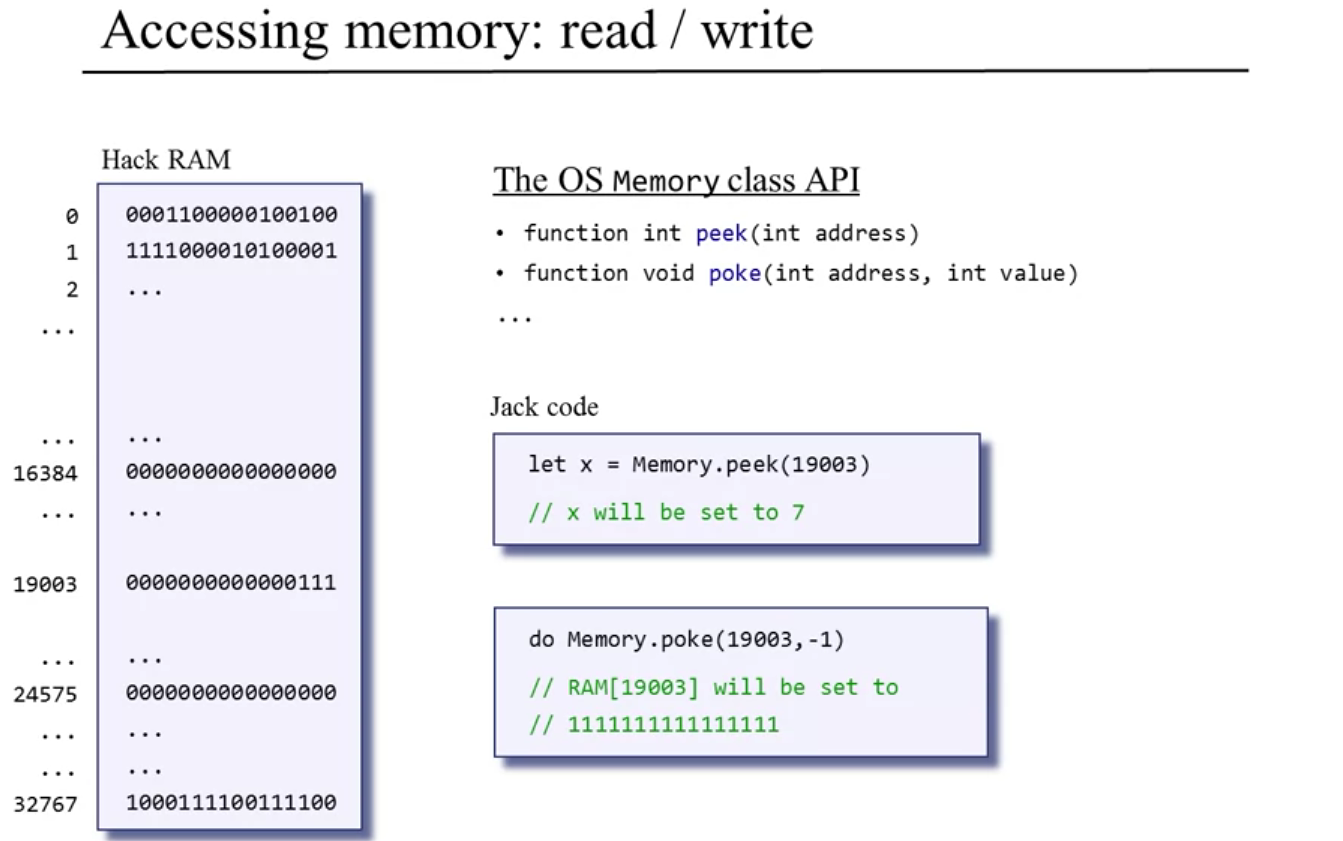 Accessing memory: read / write
Hack RAM
0 0001100000100100
1 1111000010100001
2 ...
...
... ...
16384 0000000000000000
... ...
19003 0000000000000111
... ...
24575 0000000000000000
... ...
... ...
32767 1000111100111100
The OS Memory class API
• function int peek(int address)
• function void poke(int address, int value)
...
Jack code
let x = Memory.peek(19003)
// x will be set to 7
do Memory.poke(19003,-1)
// RAM[19003] will be set to
// 1111111111111111